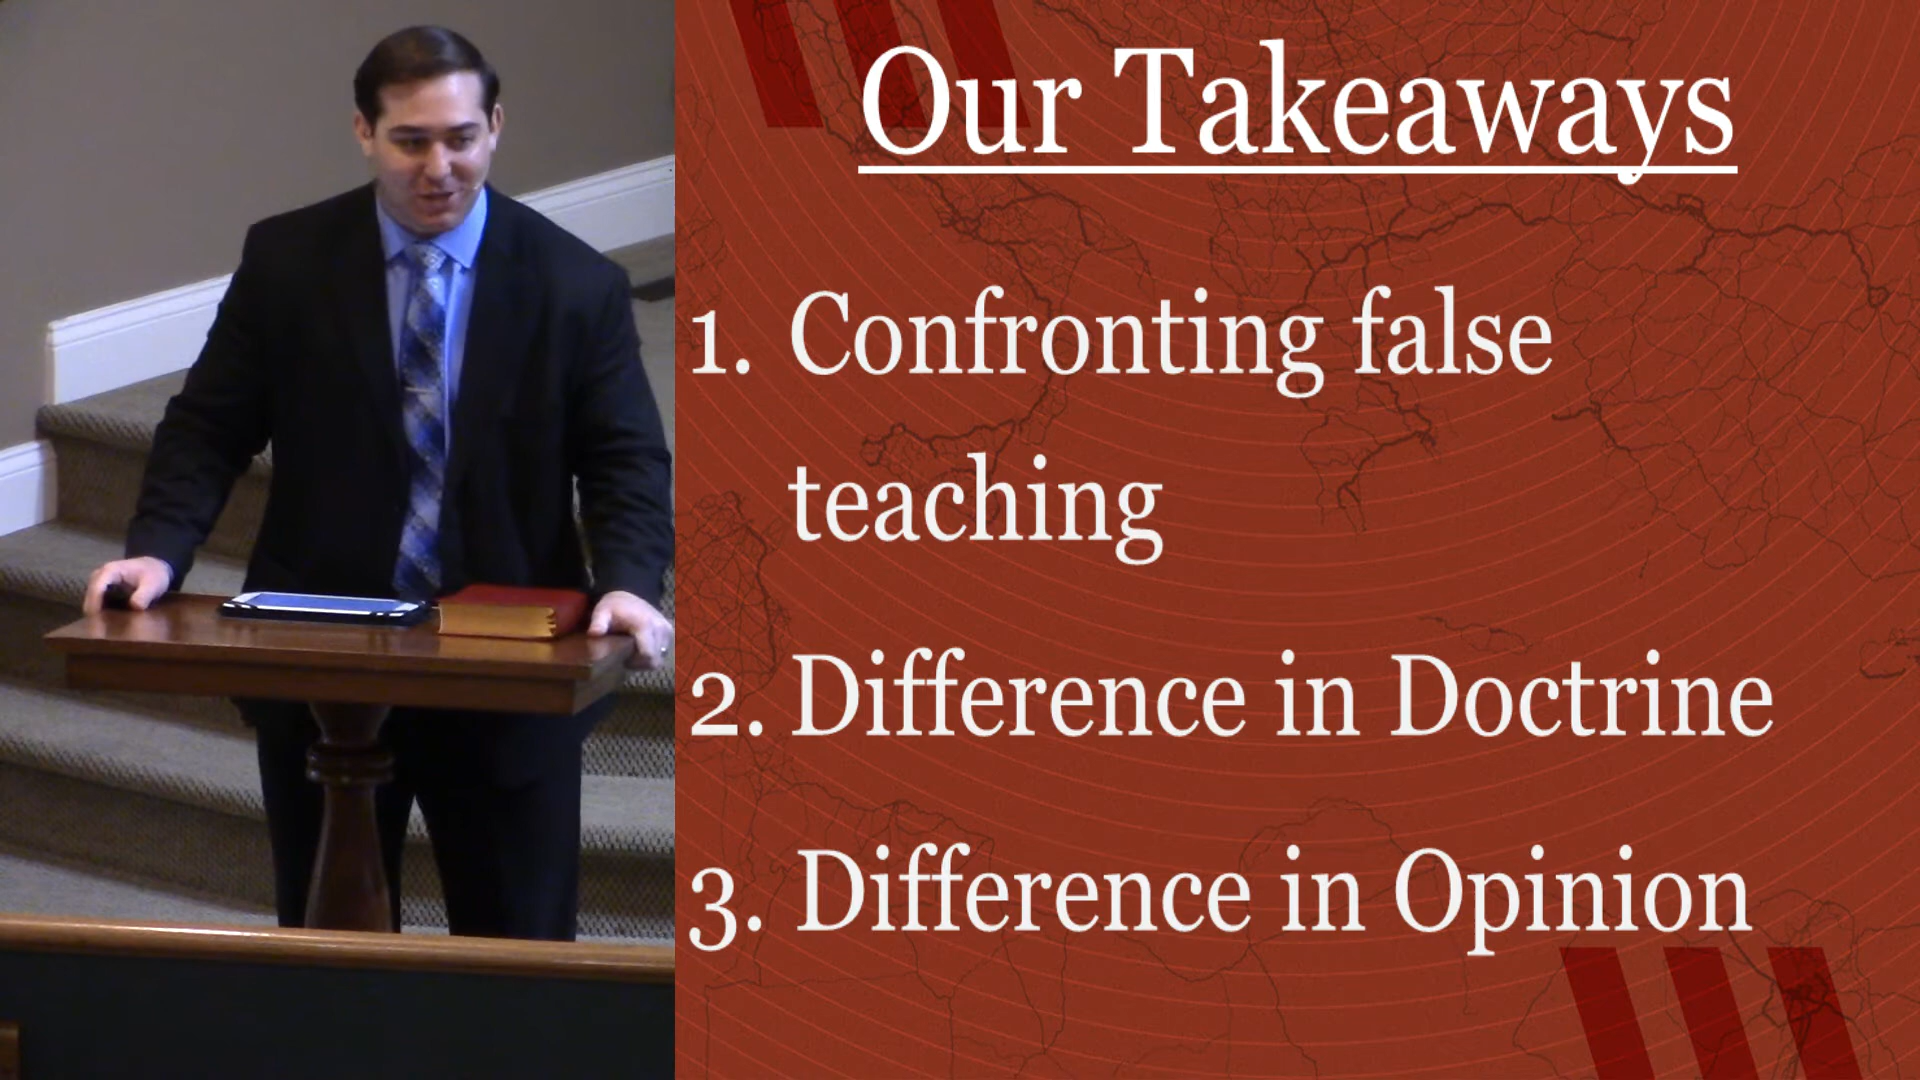 Our Takeaways
1. Confronting false
teaching
2. Difference in Doctrine
3. Difference in Opinion